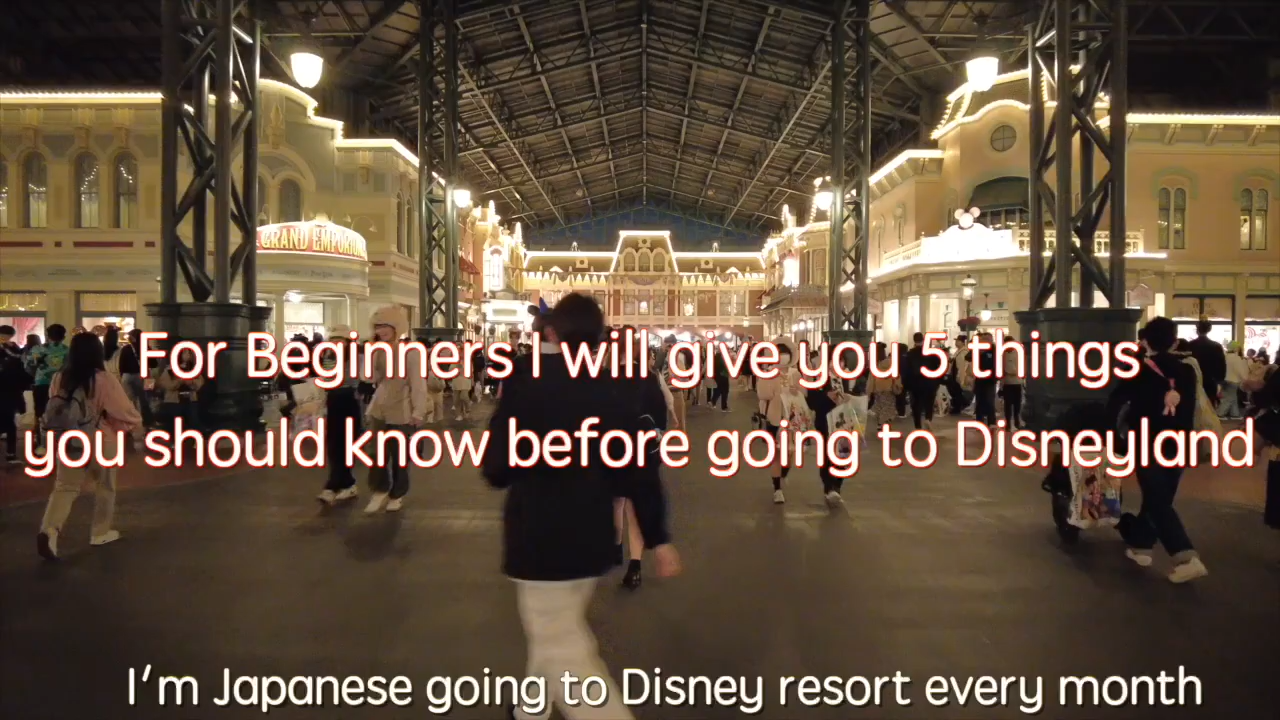 GRAND EMPORIUM
For Beginners I will give you 5 things
you should know before going to Disneyland
I'm Japanese going to Disney resort every month